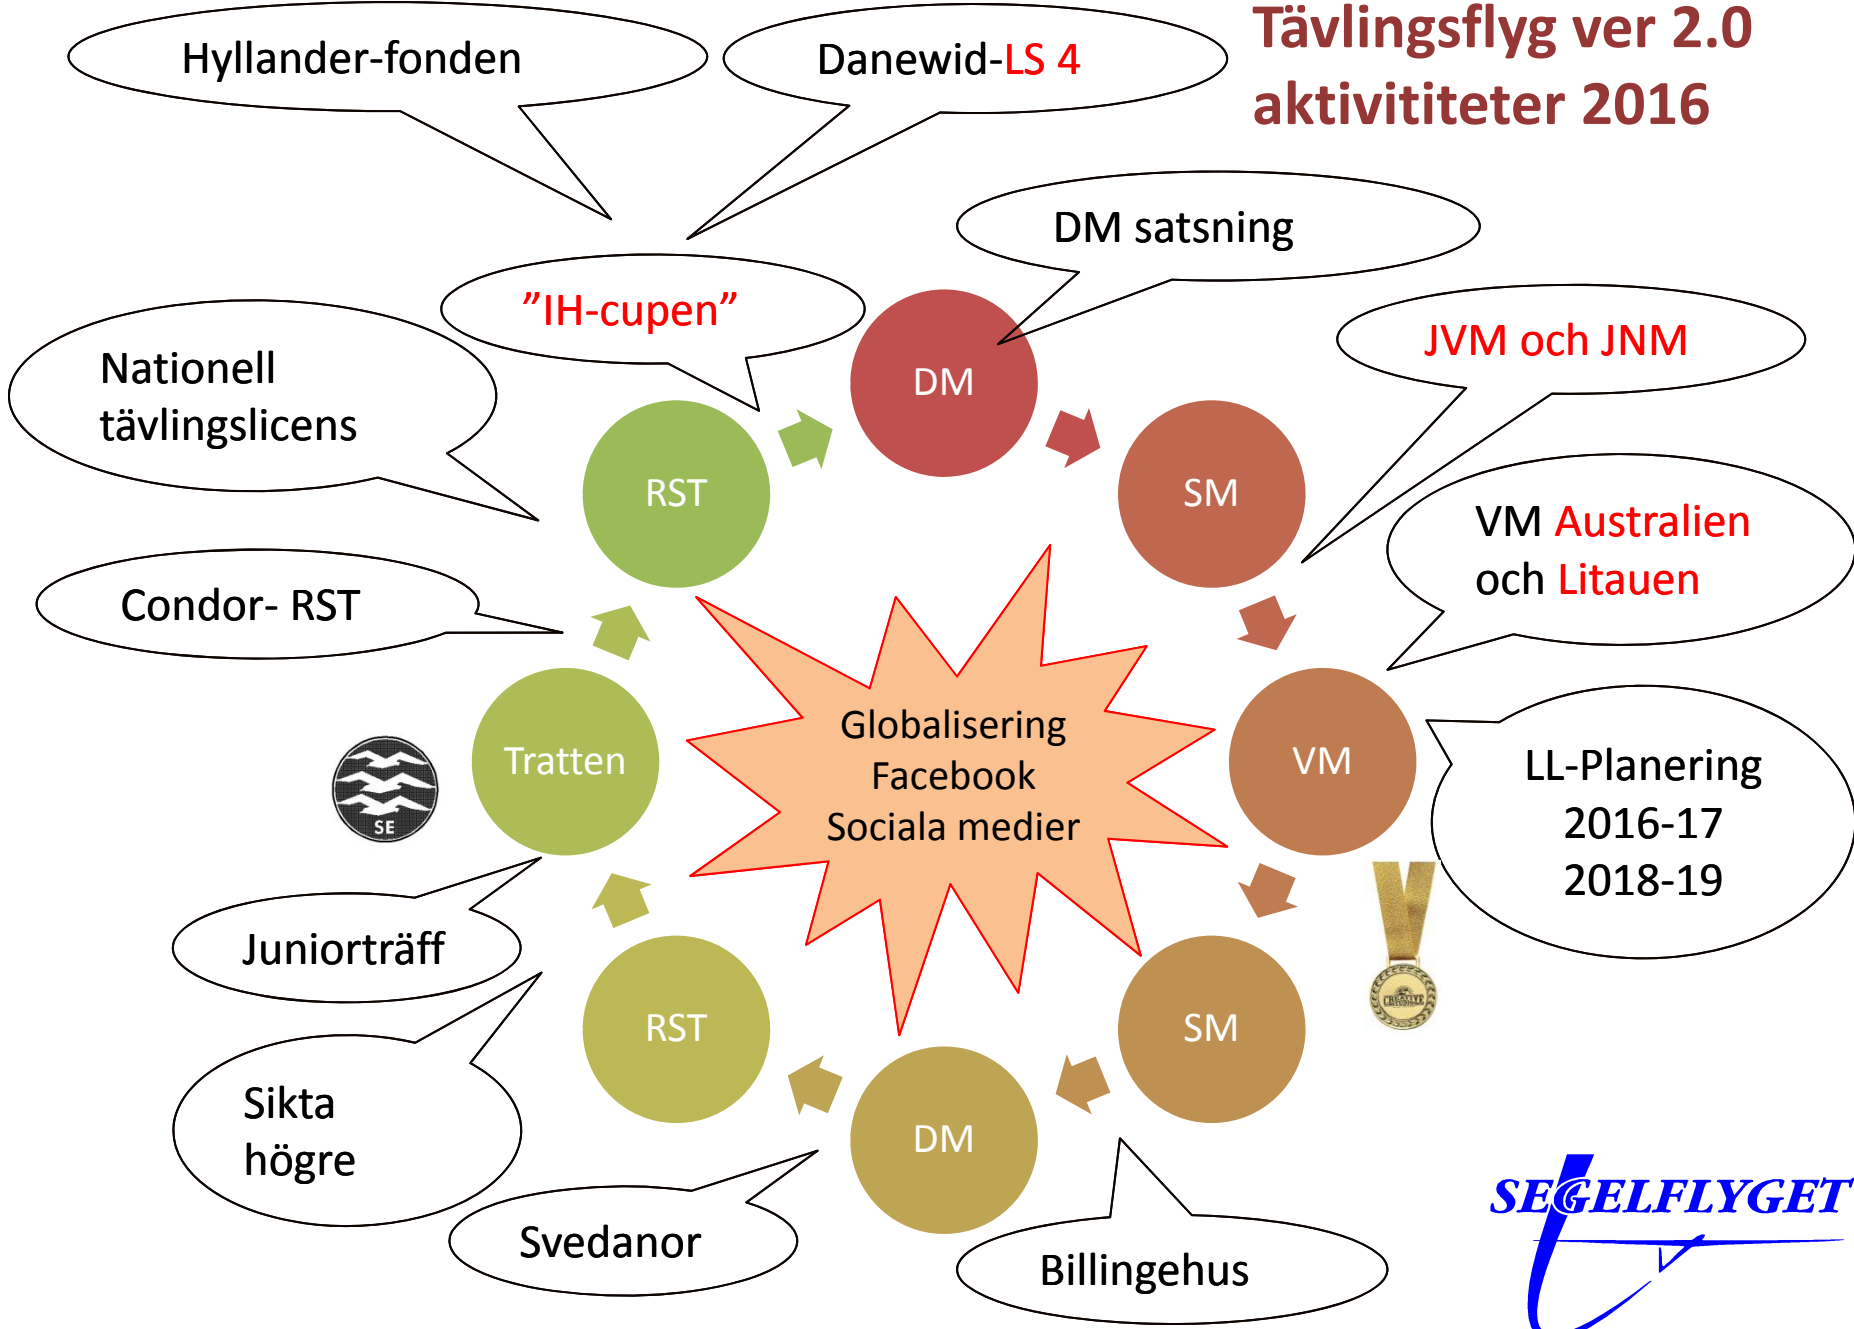 Tävlingsflyg ver 2.0
aktivititeter 2016
Hyllander-fonden
Danewid-LS 4
DM satsning
”IH-cupen”
JVM och JNM
Nationell
tävlingslicens
VM Australien
och Litauen
Condor- RST
LL-Planering
2016-17
2018-19
Juniorträff
Sikta
högre
Svedanor
Billingehus
DM
SM
VM
SM
DM
RST
Tratten
RST
Globalisering
Facebook
Sociala medier
SE
SEGELFLYGET